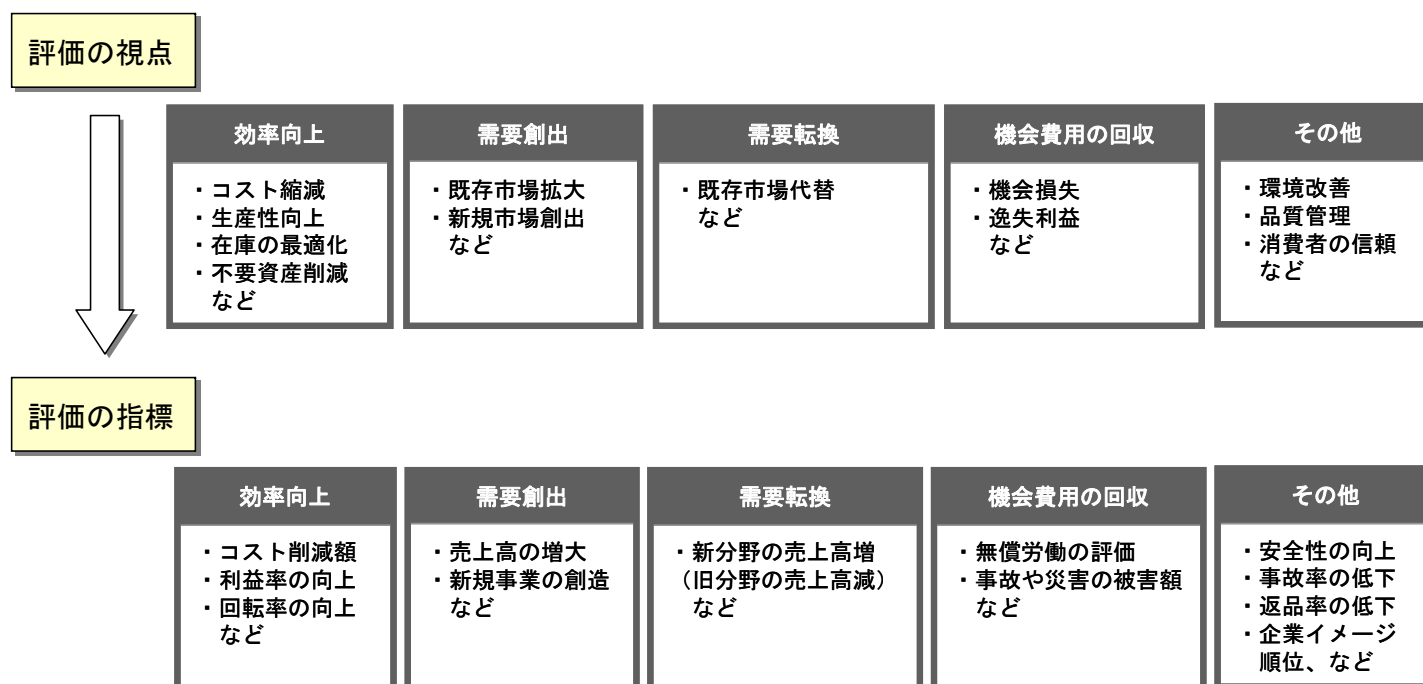 評価の視点
効率向上
・コスト縮減
・生産性向上
・在庫の最適化
・不要資産削減
など
需要創出
・既存市場拡大
・新規市場創出
など
需要転換
・既存市場代替
など
機会費用の回収
・機会損失
・逸失利益
など
その他
・環境改善
・品質管理
・消費者の信頼
など
評価の指標
効率向上
・コスト削減額
・利益率の向上
・回転率の向上
など
需要創出
・売上高の増大
・新規事業の創造
など
需要転換
・新分野の売上高増
（旧分野の売上高減）
など
機会費用の回収
・無償労働の評価
・事故や災害の被害額
など
その他
・安全性の向上
・事故率の低下
・返品率の低下
・企業イメージ
順位、など